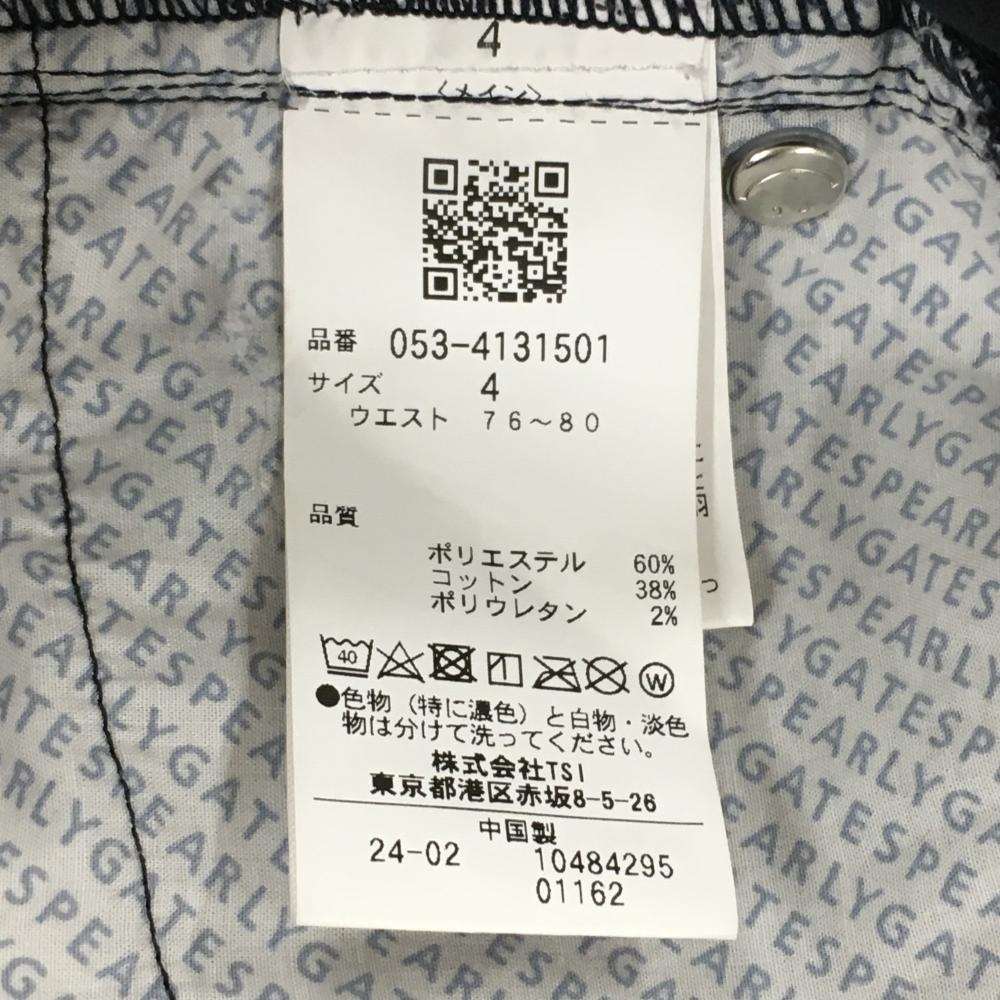 4
〈メイン〉
品番 053-4131501
サイズ 4
ウエスト 76～80
品質
ポリエステル 60%
コットン 38%
ポリウレタン 2%
40
W
●色物（特に濃色）と白物・淡色
物は分けて洗ってください。
株式会社TSI
東京都港区赤坂8-5-26
中国製
24-02 10484295
01162
PEARLYGATES